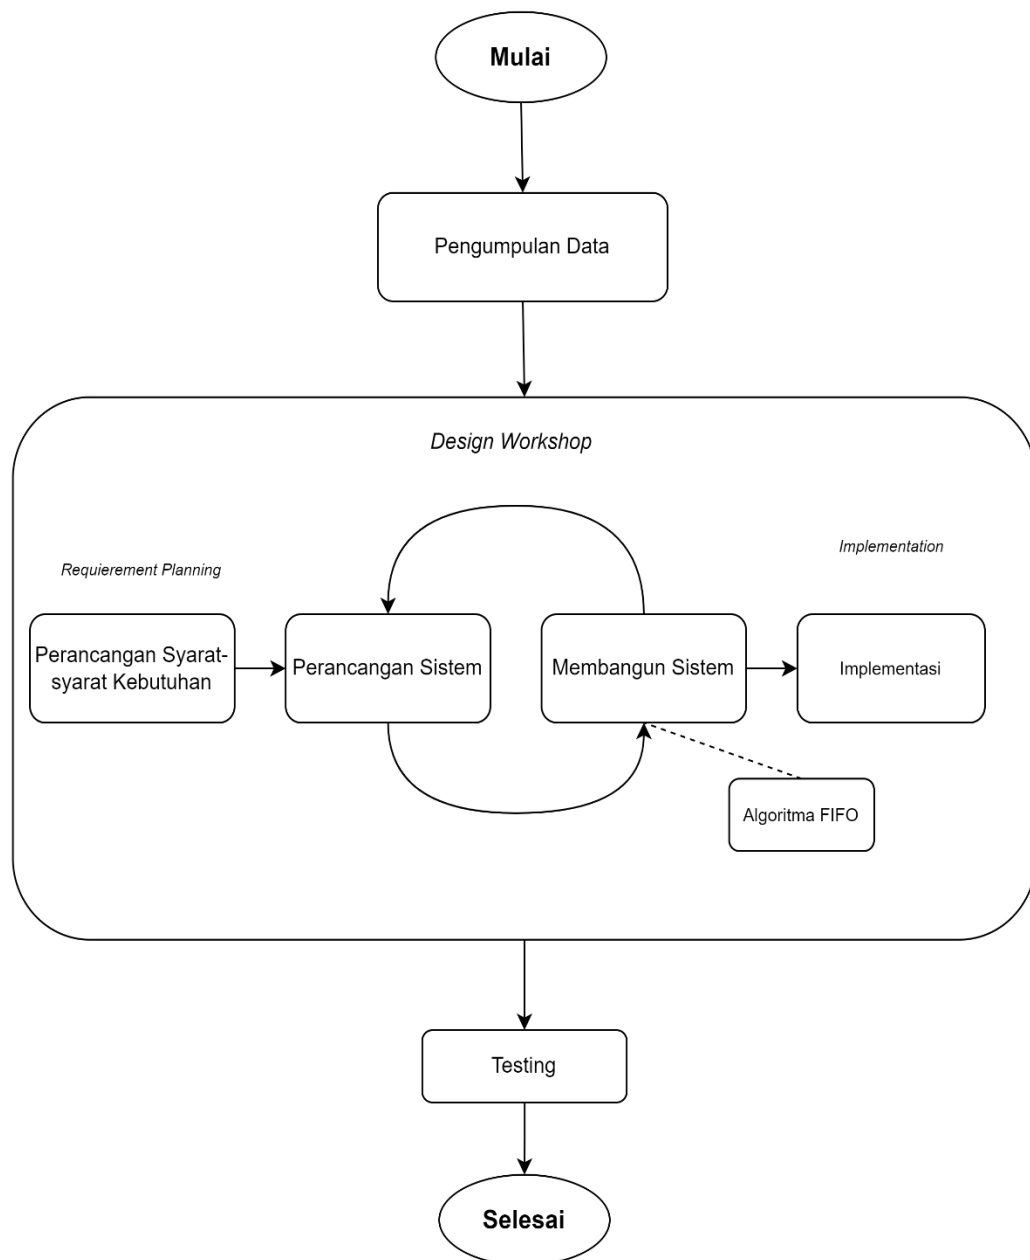 Mulai
Pengumpulan Data
Design Workshop
Implementation
Requierement Planning
Perancangan Syarat-
syarat Kebutuhan
Perancangan Sistem
Membangun Sistem
Implementasi
Algoritma FIFO
Testing
Selesai